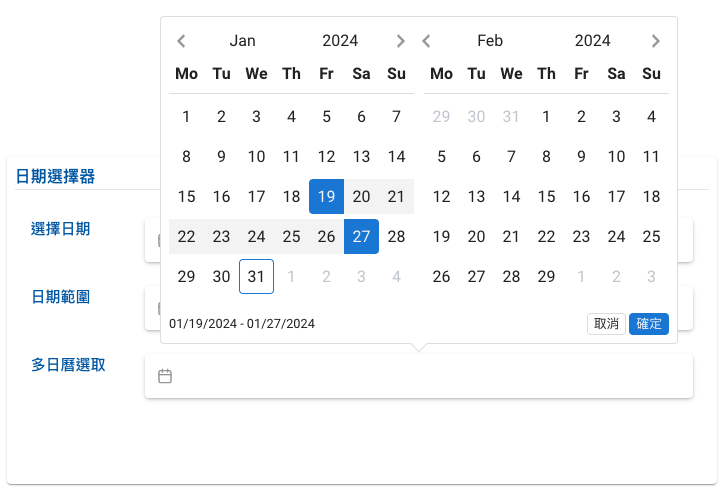 Jan 2024 Feb 2024
Mo Tu We Th Fr Sa Su Mo Tu We Th Fr Sa Su
1 2 3 4 5 6 7 29 30 31 1 2 3 4
8 9 10 11 12 13 14 5 6 7 8 9 10 11
15 16 17 18 19 20 21 12 13 14 15 16 17 18
22 23 24 25 26 27 28 19 20 21 22 23 24 25
29 30 31 1 2 3 4 26 27 28 29 1 2 3
01/19/2024 - 01/27/2024 取消 確定
日期選擇器
選擇日期
日期範圍
多日曆選取